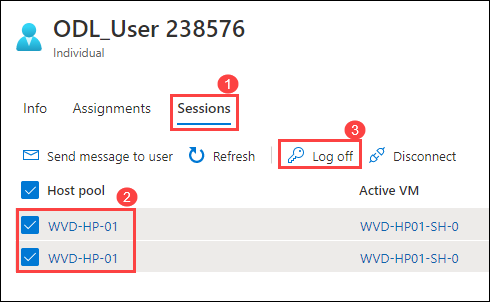 ODL_User 238576
Individual
1
Info Assignments Sessions
3
Send message to user Refresh Log off Disconnect
2
Host pool Active VM
WVD-HP-01 WVD-HP01-SH-0
WVD-HP-01 WVD-HP01-SH-0